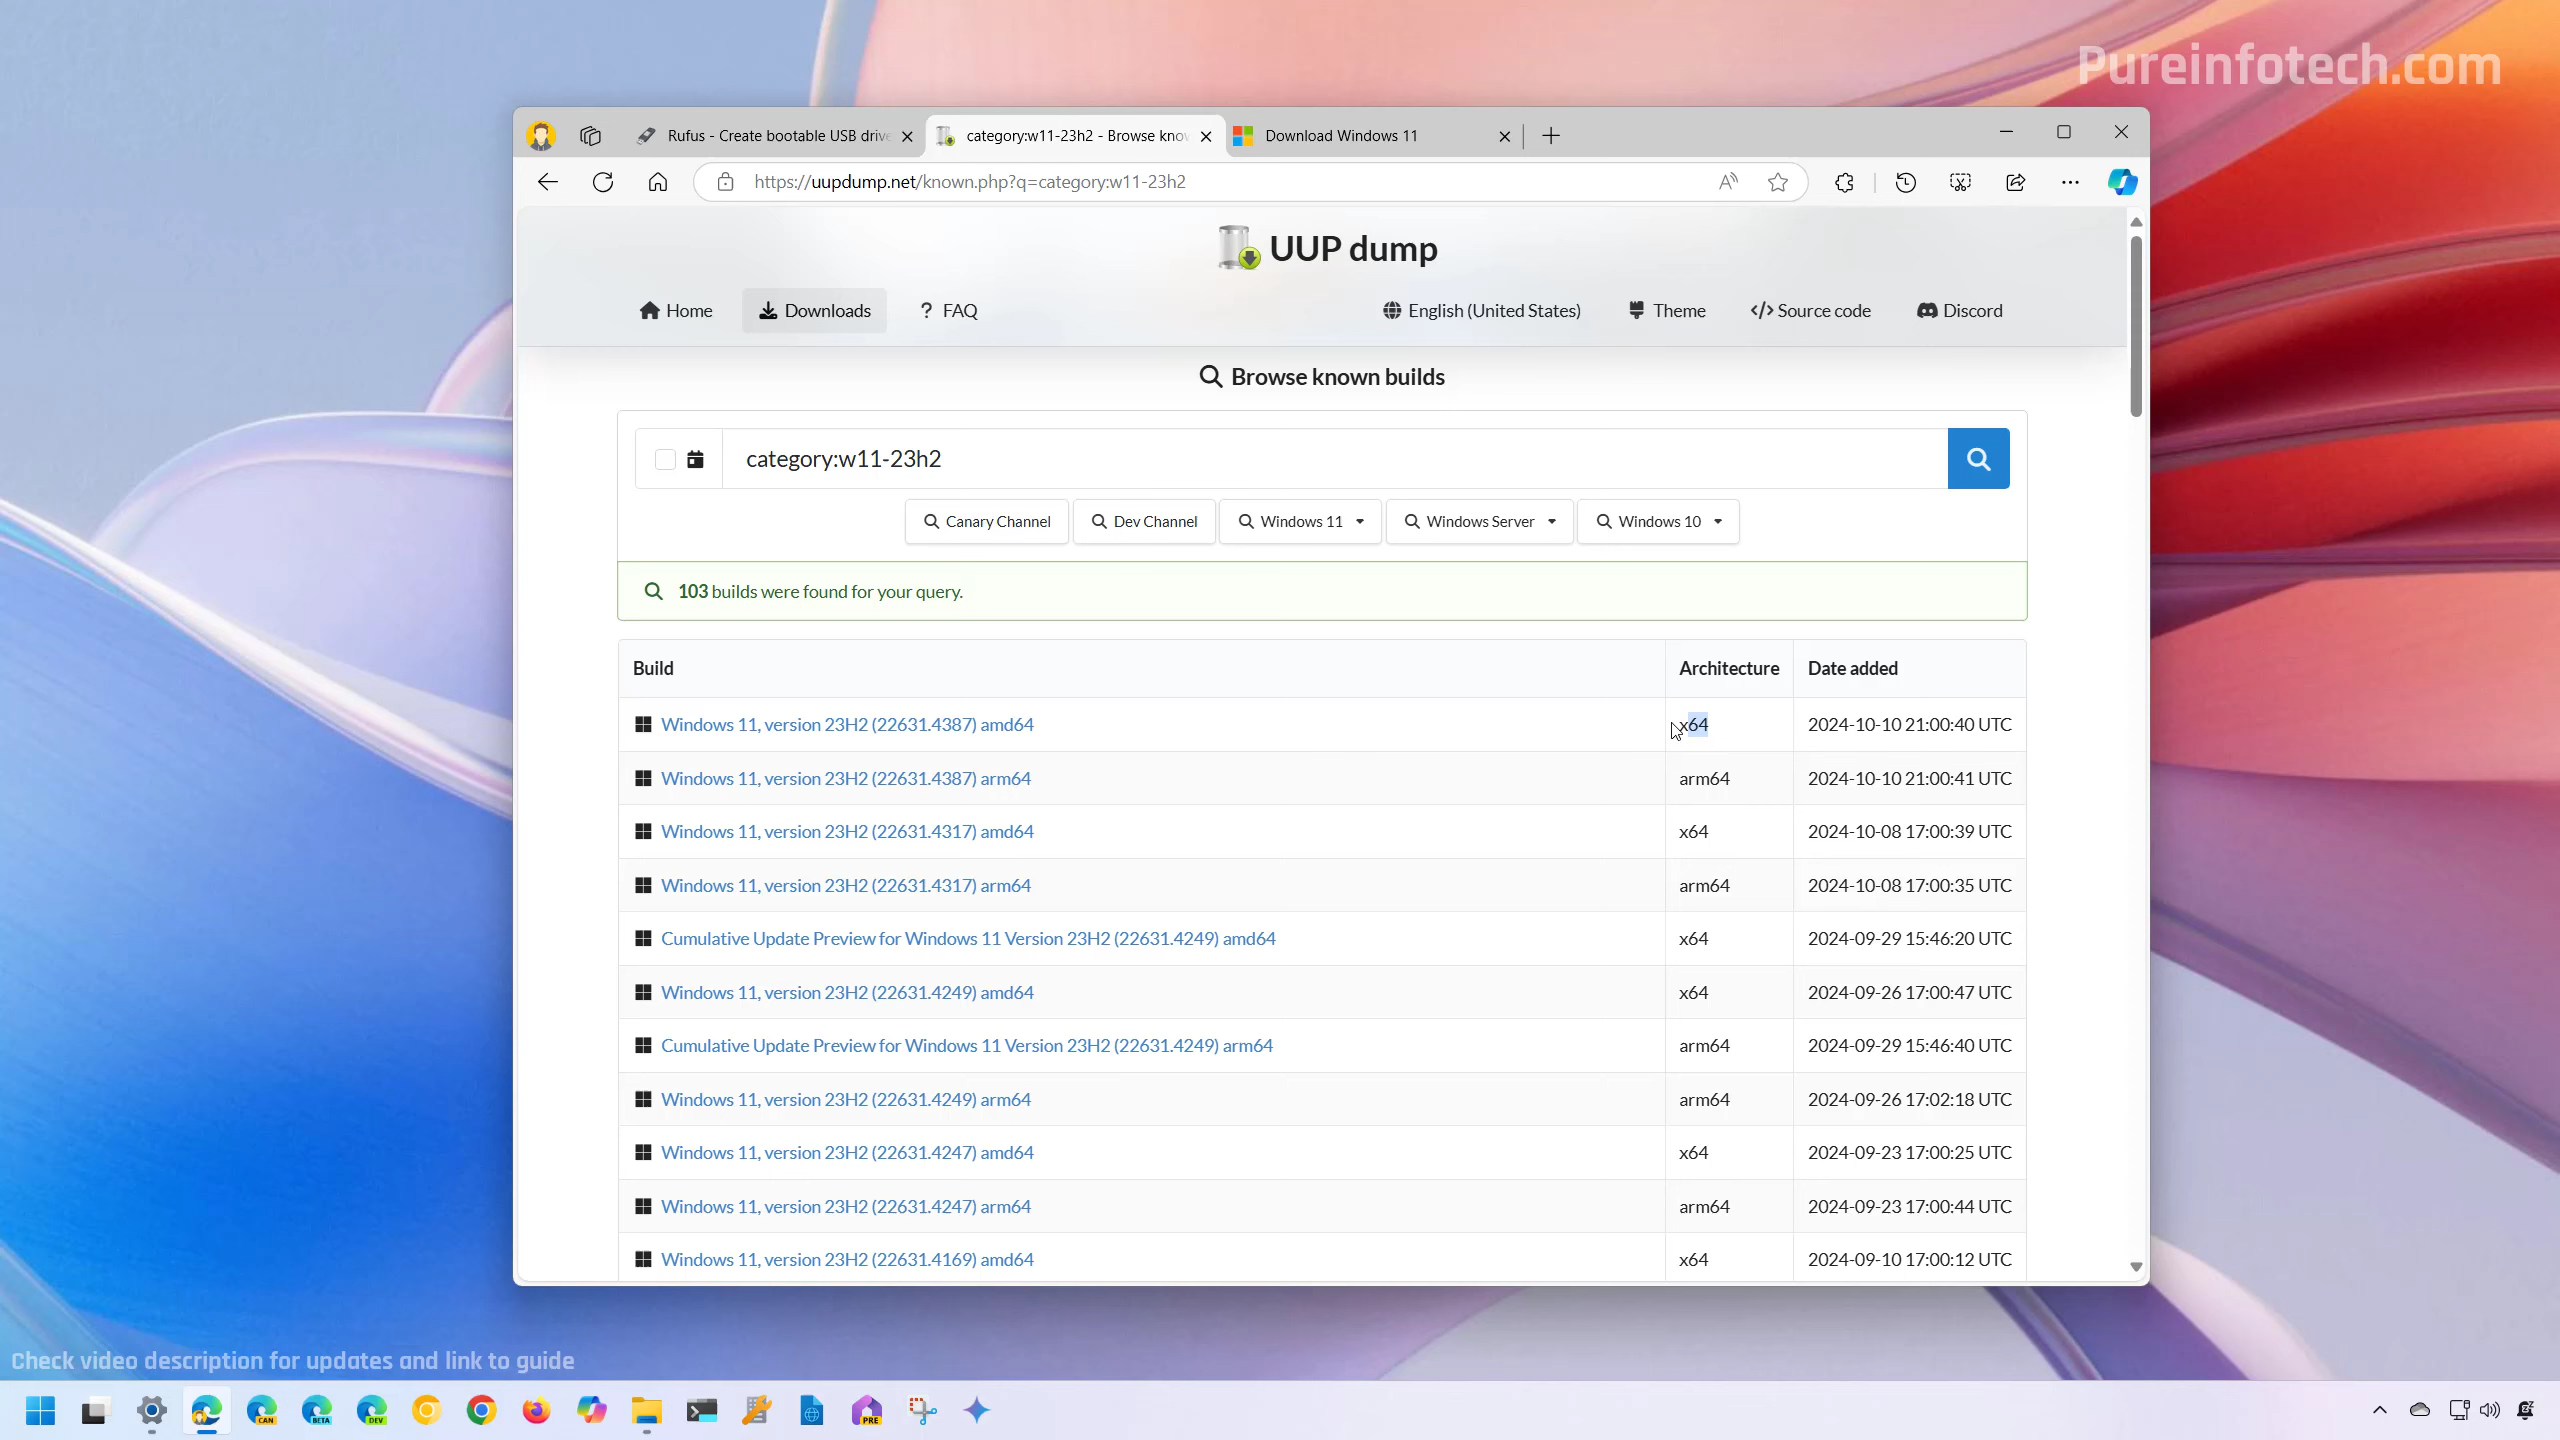 Pureinfotech.com
Rufus - Create bootable USB drive
category:w11-23h2 - Browse know
Download Windows 11
https://uupdump.net/known.php?q=category:w11-23h2
UUP dump
Home
Downloads
FAQ
English (United States)
Theme
Source code
Discord
Browse known builds
category:w11-23h2
Canary Channel
Dev Channel
Windows 11
Windows Server
Windows 10
103 builds were found for your query.
Build Architecture Date added
Windows 11, version 23H2 (22631.4387) amd64 x64 2024-10-10 21:00:40 UTC
Windows 11, version 23H2 (22631.4387) arm64 arm64 2024-10-10 21:00:41 UTC
Windows 11, version 23H2 (22631.4317) amd64 x64 2024-10-08 17:00:39 UTC
Windows 11, version 23H2 (22631.4317) arm64 arm64 2024-10-08 17:00:35 UTC
Cumulative Update Preview for Windows 11 Version 23H2 (22631.4249) amd64 x64 2024-09-29 15:46:20 UTC
Windows 11, version 23H2 (22631.4249) amd64 x64 2024-09-26 17:00:47 UTC
Cumulative Update Preview for Windows 11 Version 23H2 (22631.4249) arm64 arm64 2024-09-29 15:46:40 UTC
Windows 11, version 23H2 (22631.4249) arm64 arm64 2024-09-26 17:02:18 UTC
Windows 11, version 23H2 (22631.4247) amd64 x64 2024-09-23 17:00:25 UTC
Windows 11, version 23H2 (22631.4247) arm64 arm64 2024-09-23 17:00:44 UTC
Windows 11, version 23H2 (22631.4169) amd64 x64 2024-09-10 17:00:12 UTC
Check video description for updates and link to guide
CAN
BETA
DEV
PRE